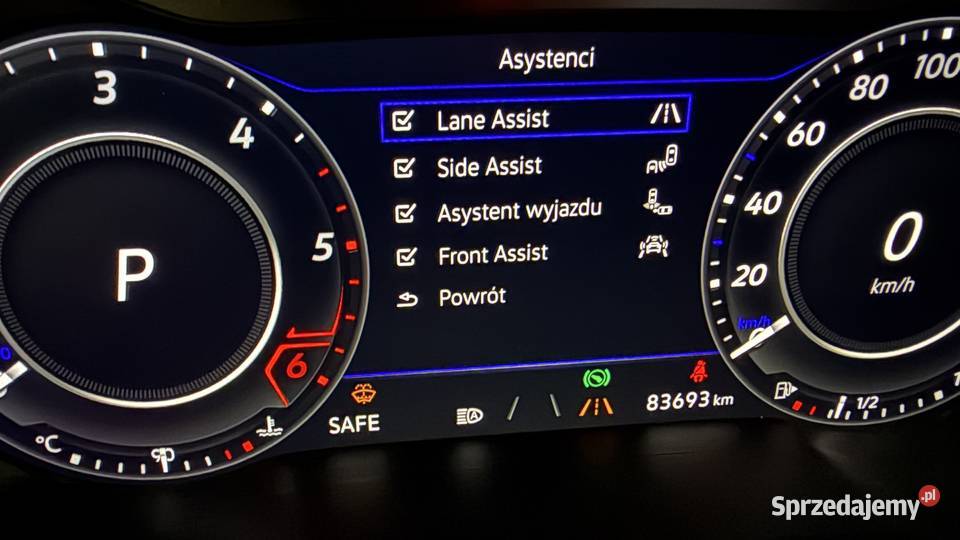 Asystenci
Lane Assist
Side Assist
Asystent wyjazdu
Front Assist
Powrót
3
4
5
6
P
0
km/h
20
40
60
80
100
km/h
SAFE
83693 km
1/2
°C
90
Sprzedajemy.pl